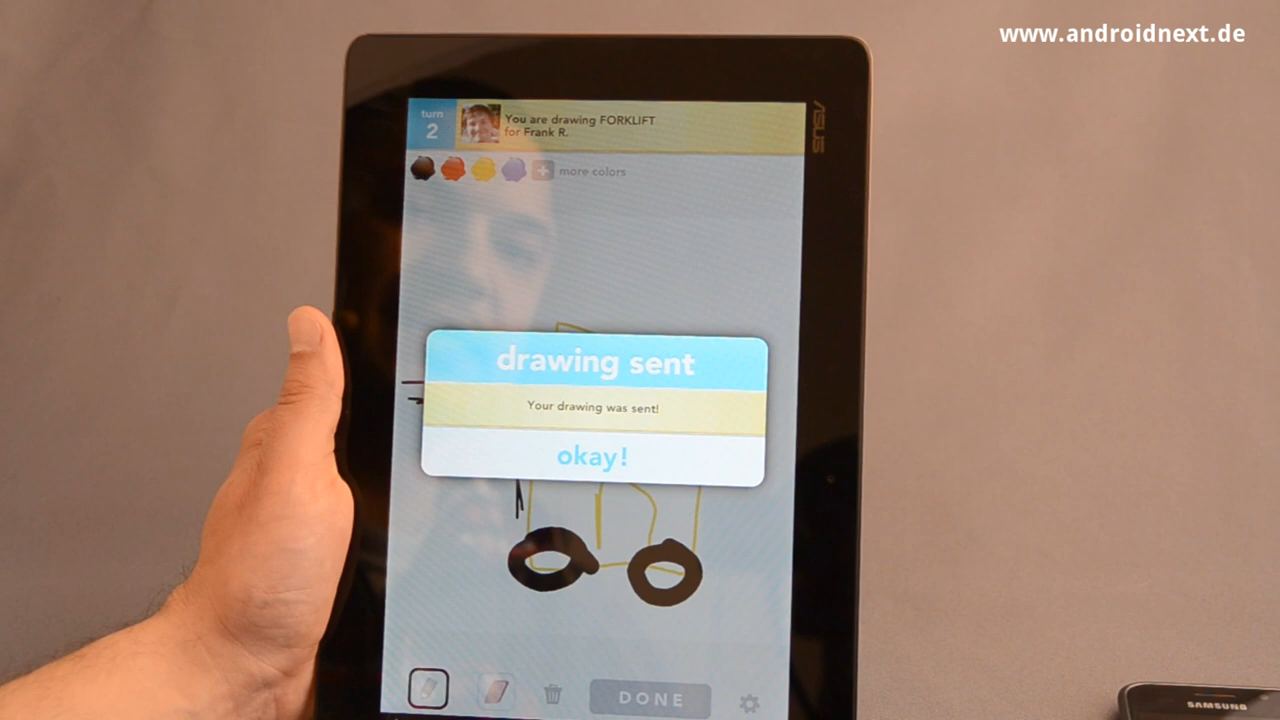 www.androidnext.de
ASUS
turn
2
You are drawing FORKLIFT
for Frank R.
more colors
drawing sent
Your drawing was sent!
okay!
DONE
SAMSUNG